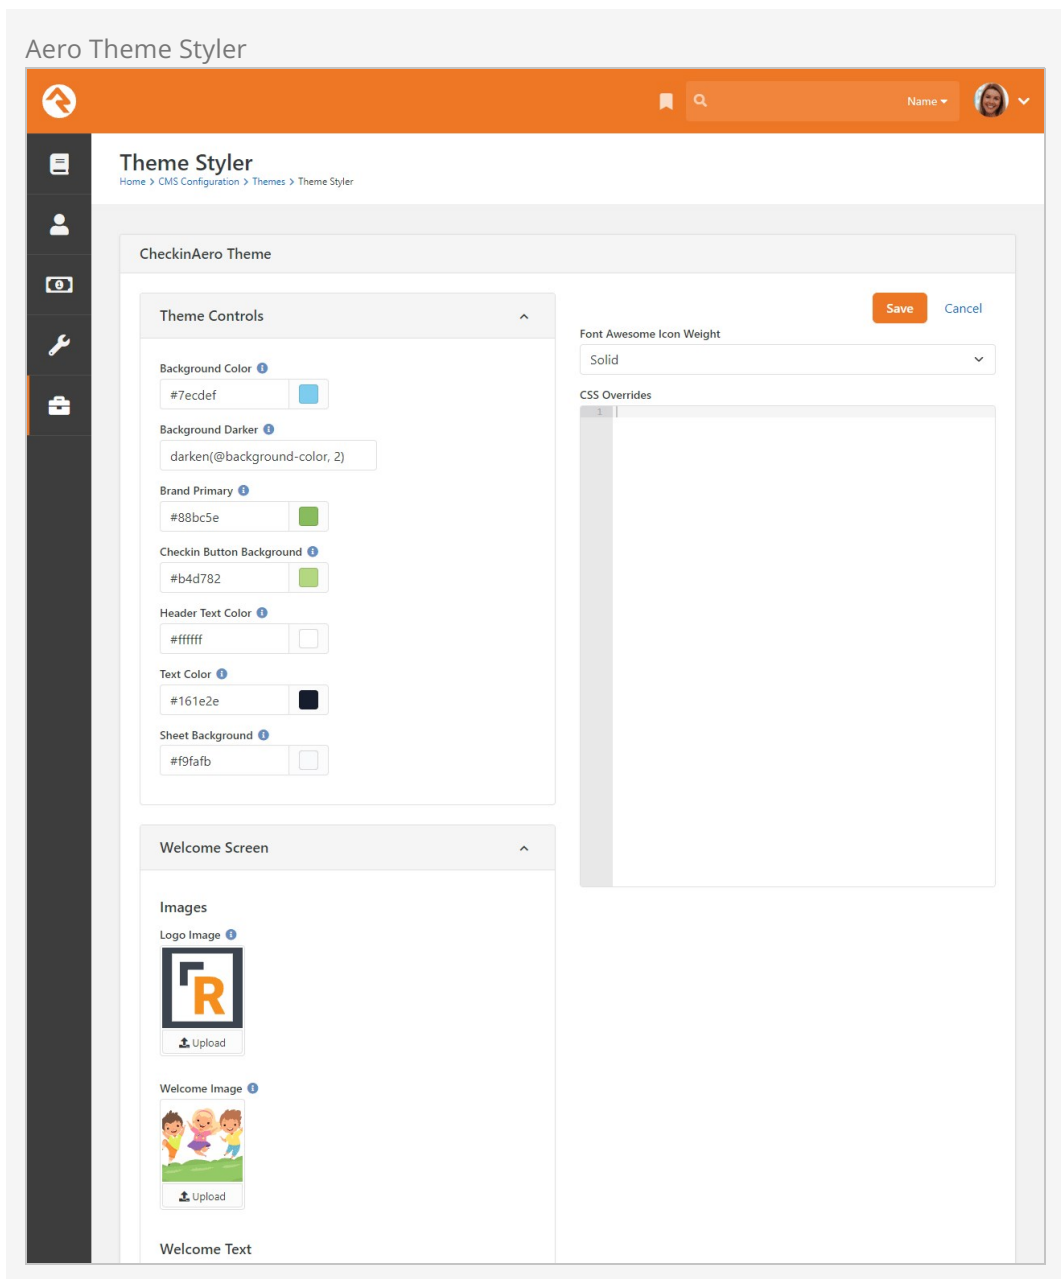 Aero Theme Styler
Name
Theme Styler
Home > CMS Configuration > Themes > Theme Styler
CheckinAero Theme
Theme Controls
Background Color
#7ecdef
Background Darker
darken(@background-color, 2)
Brand Primary
#88bc5e
Checkin Button Background
#b4d782
Header Text Color
#ffffff
Text Color
#161e2e
Sheet Background
#f9fafb
Save Cancel
Font Awesome Icon Weight
Solid
CSS Overrides
1
Welcome Screen
Images
Logo Image
R
Upload
Welcome Image
Upload
Welcome Text